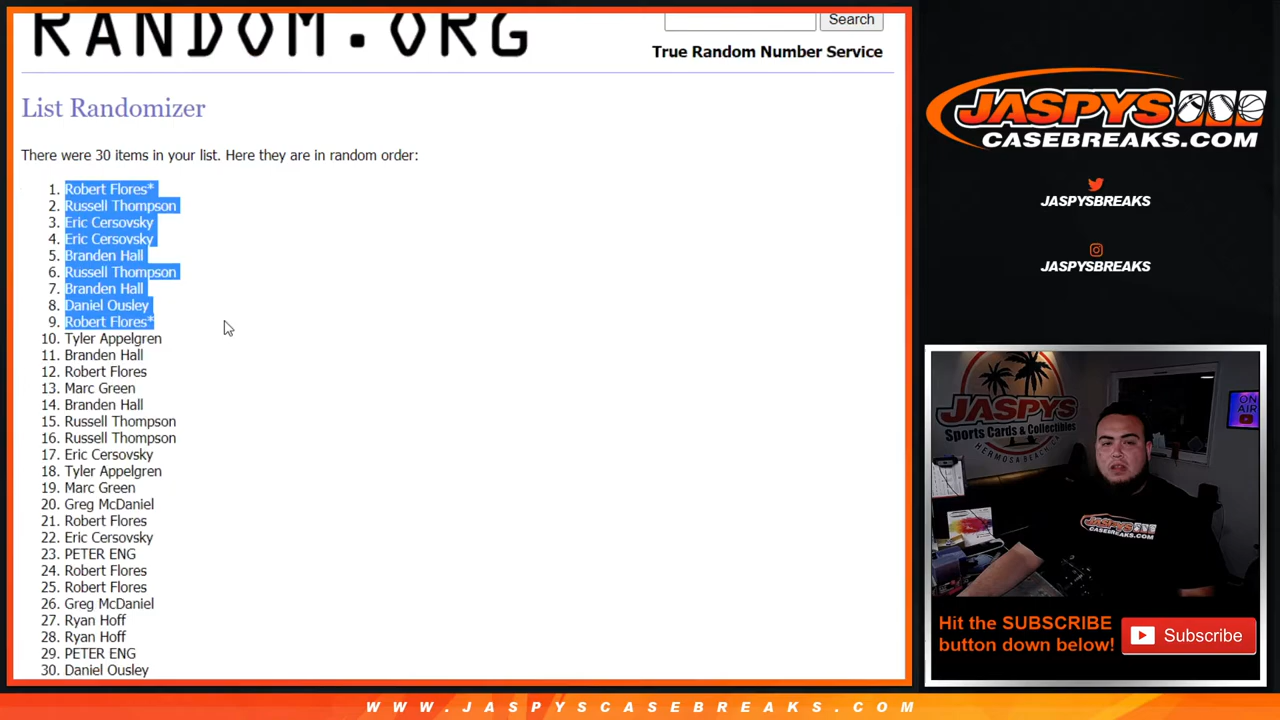 RANDOM.ORG
Search
True Random Number Service
List Randomizer
There were 30 items in your list. Here they are in random order:
1. Robert Flores*
2. Russell Thompson
3. Eric Cersovsky
4. Eric Cersovsky
5. Branden Hall
6. Russell Thompson
7. Branden Hall
8. Daniel Ousley
9. Robert Flores*
10. Tyler Appelgren
11. Branden Hall
12. Robert Flores
13. Marc Green
14. Branden Hall
15. Russell Thompson
16. Russell Thompson
17. Eric Cersovsky
18. Tyler Appelgren
19. Marc Green
20. Greg McDaniel
21. Robert Flores
22. Eric Cersovsky
23. PETER ENG
24. Robert Flores
25. Robert Flores
26. Greg McDaniel
27. Ryan Hoff
28. Ryan Hoff
29. PETER ENG
30. Daniel Ousley
JASPYS
CASEBREAKS.COM
JASPYSBREAKS
JASPYSBREAKS
JASPYS
Sports Cards & Collectibles
HERMOSA BEACH, CA
ON
AIR
JASPYS
CASEBREAKS.COM
Hit the SUBSCRIBE
button down below!
Subscribe
WWW.JASPYSCASEBREAKS.COM